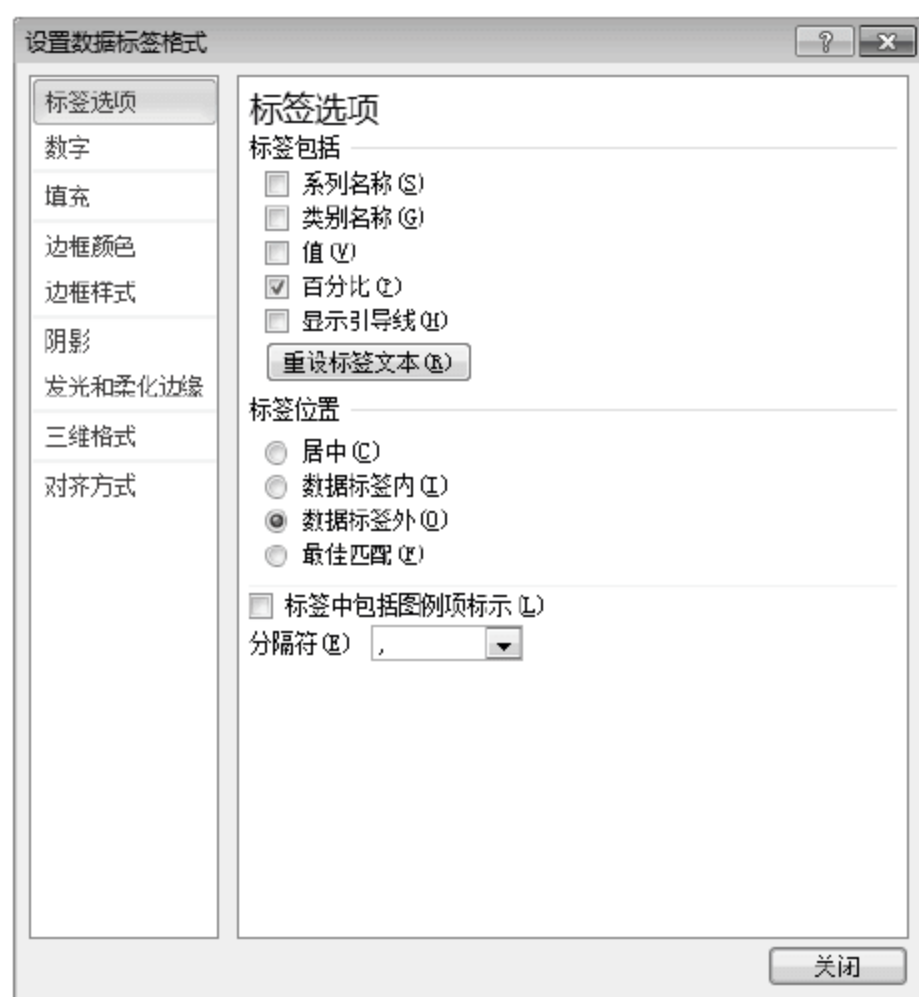 设置数据标签格式
标签选项
数字
填充
边框颜色
边框样式
阴影
发光和柔化边缘
三维格式
对齐方式
标签选项
标签包括
系列名称(S)
类别名称(G)
值(V)
百分比(P)
显示引导线(H)
重设标签文本(R)
标签位置
居中(C)
数据标签内(I)
数据标签外(O)
最佳匹配(F)
标签中包括图例项标示(L)
分隔符(E) ,
关闭